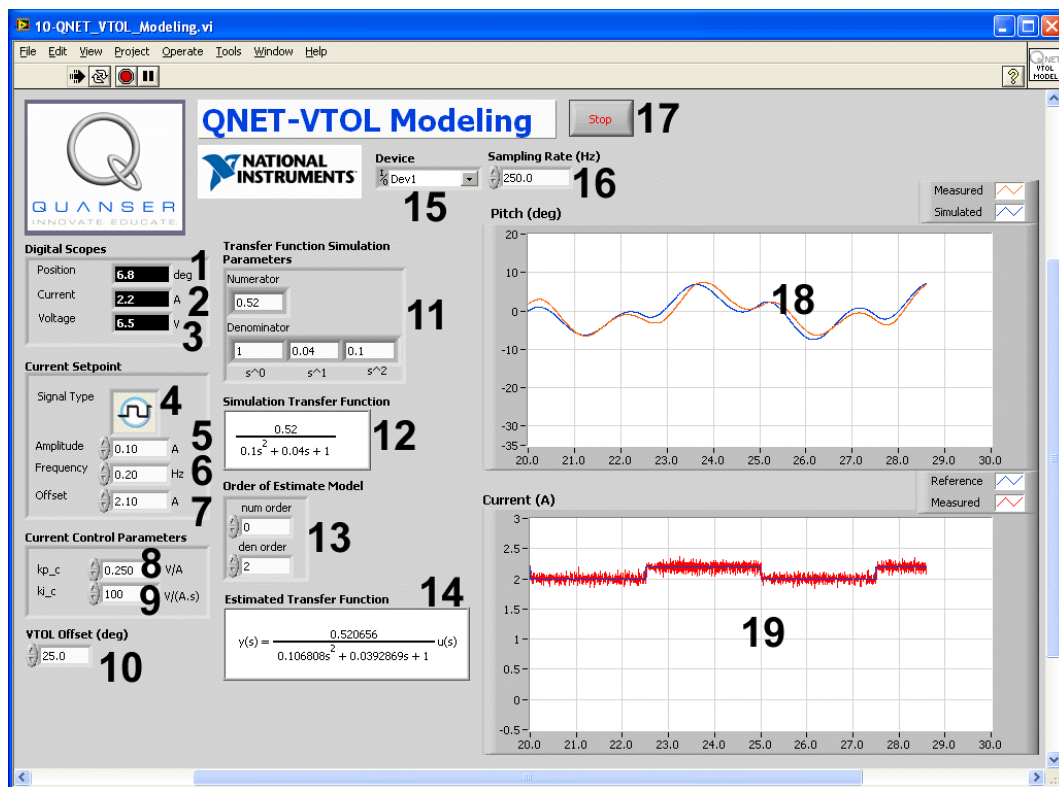 10-QNET_VTOL_Modeling.vi
File Edit View Project Operate Tools Window Help
QNET
VTOL
MODEL
QUANSER
INNOVATE EDUCATE
QNET-VTOL Modeling
Stop
17
NATIONAL
INSTRUMENTS
Device
Dev1
15
Sampling Rate (Hz)
250.0
16
Digital Scopes
Position 6.8 deg 1
Current 2.2 A 2
Voltage 6.5 V 3
Current Setpoint
Signal Type 4
Amplitude 0.10 A 5
Frequency 0.20 Hz 6
Offset 2.10 A 7
Current Control Parameters
kp_c 0.250 8 V/A
ki_c 100 9 V/(A.s)
VTOL Offset (deg)
25.0 10
Transfer Function Simulation
Parameters
Numerator
0.52
11
Denominator
1 0.04 0.1
s^0 s^1 s^2
Simulation Transfer Function
0.52
0.1s2 + 0.04s + 1
12
Order of Estimate Model
num order
0
13
den order
2
Estimated Transfer Function 14
0.520656
y(s) = u(s)
0.106808s2 + 0.0392869s + 1
Measured
Simulated
Pitch (deg)
20
10
0
-10
-20
-30
-35
18
20.0 21.0 22.0 23.0 24.0 25.0 26.0 27.0 28.0 29.0 30.0
Reference
Measured
Current (A)
3
2.5
2
1.5
1
0.5
0
-0.5
19
20.0 21.0 22.0 23.0 24.0 25.0 26.0 27.0 28.0 29.0 30.0